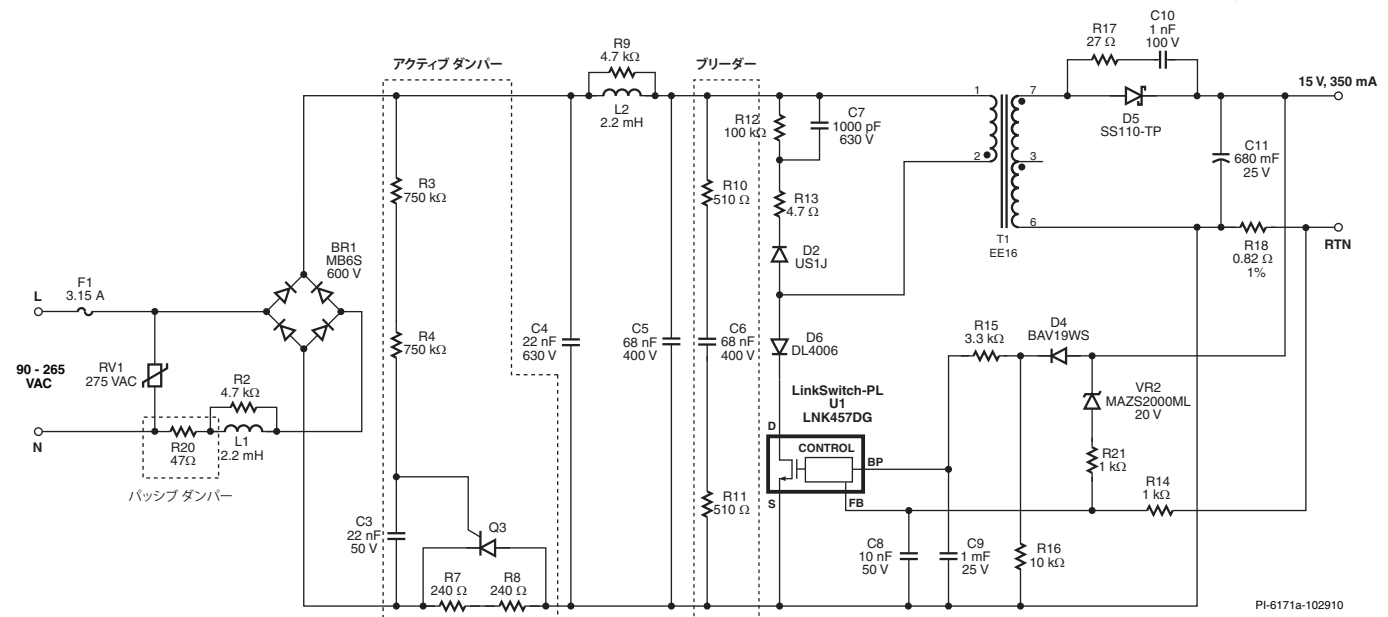 アクティブ ダンパー
R9
4.7 kΩ
L2
2.2 mH
ブリーダー
R12
100 kΩ
C7
1000 pF
630 V
1
2
7
3
6
T1
EE16
R17
27 Ω
C10
1 nF
100 V
D5
SS110-TP
15 V, 350 mA
C11
680 mF
25 V
R18
0.82 Ω
1%
RTN
R3
750 kΩ
R10
510 Ω
R13
4.7 Ω
D2
US1J
BR1
MB6S
600 V
F1
3.15 A
L
90 - 265
VAC
RV1
275 VAC
N
R2
4.7 kΩ
L1
2.2 mH
R20
47Ω
パッシブ ダンパー
R4
750 kΩ
C4
22 nF
630 V
C5
68 nF
400 V
C6
68 nF
400 V
D6
DL4006
LinkSwitch-PL
U1
LNK457DG
D
CONTROL
BP
S
FB
R15
3.3 kΩ
D4
BAV19WS
VR2
MAZS2000ML
20 V
R21
1 kΩ
R14
1 kΩ
C3
22 nF
50 V
Q3
R7
240 Ω
R8
240 Ω
R11
510 Ω
C8
10 nF
50 V
C9
1 mF
25 V
R16
10 kΩ
PI-6171a-102910